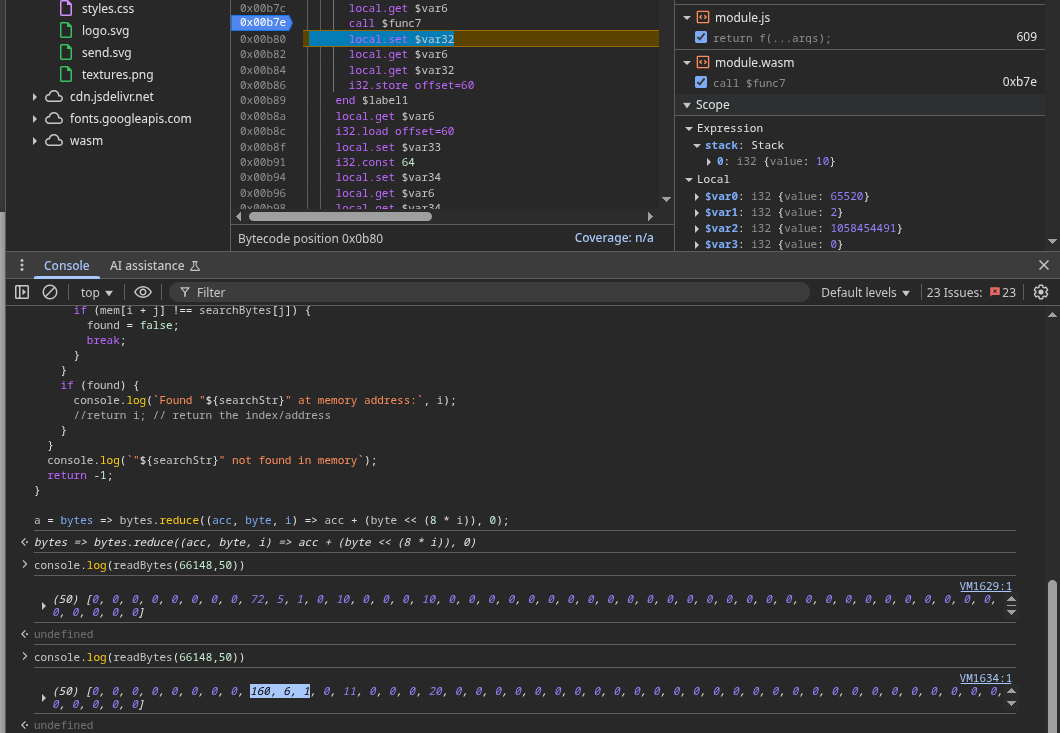 styles.css
logo.svg
send.svg
textures.png
cdn.jsdelivr.net
fonts.googleapis.com
wasm
0x00b7c local.get $var6
0x00b7e call $func7
0x00b80 local.set $var32
0x00b82 local.get $var6
0x00b84 local.get $var32
0x00b86 i32.store offset=60
0x00b89 end $label1
0x00b8a local.get $var6
0x00b8c i32.load offset=60
0x00b8f local.set $var33
0x00b91 i32.const 64
0x00b94 local.set $var34
0x00b96 local.get $var6
0x00b98 local.get $var34
Bytecode position 0x0b80
Coverage: n/a
module.js
return f(...args); 609
module.wasm
call $func7 0xb7e
Scope
Expression
stack: Stack
0: i32 {value: 10}
Local
$var0: i32 {value: 65520}
$var1: i32 {value: 2}
$var2: i32 {value: 1058454491}
$var3: i32 {value: 0}
Console AI assistance
top Filter Default levels 23 Issues: 23
if (mem[i + j] !== searchBytes[j]) {
found = false;
break;
}
}
if (found) {
console.log(`Found "${searchStr}" at memory address:`, i);
//return i; // return the index/address
}
}
console.log(`"${searchStr}" not found in memory`);
return -1;
}
a = bytes => bytes.reduce((acc, byte, i) => acc + (byte << (8 * i)), 0);
bytes => bytes.reduce((acc, byte, i) => acc + (byte << (8 * i)), 0)
console.log(readBytes(66148,50))
VM1629:1
(50) [0, 0, 0, 0, 0, 0, 0, 0, 72, 5, 1, 0, 10, 0, 0, 0, 10, 0, 0, 0, 0, 0, 0, 0, 0, 0, 0, 0, 0, 0, 0, 0, 0, 0, 0, 0, 0, 0, 0, 0, 0, 0, 0, 0, 0,
0, 0, 0, 0, 0]
undefined
console.log(readBytes(66148,50))
VM1634:1
(50) [0, 0, 0, 0, 0, 0, 0, 0, 160, 6, 1, 0, 11, 0, 0, 0, 20, 0, 0, 0, 0, 0, 0, 0, 0, 0, 0, 0, 0, 0, 0, 0, 0, 0, 0, 0, 0, 0, 0, 0, 0, 0, 0, 0, 0,
0, 0, 0, 0, 0]
undefined